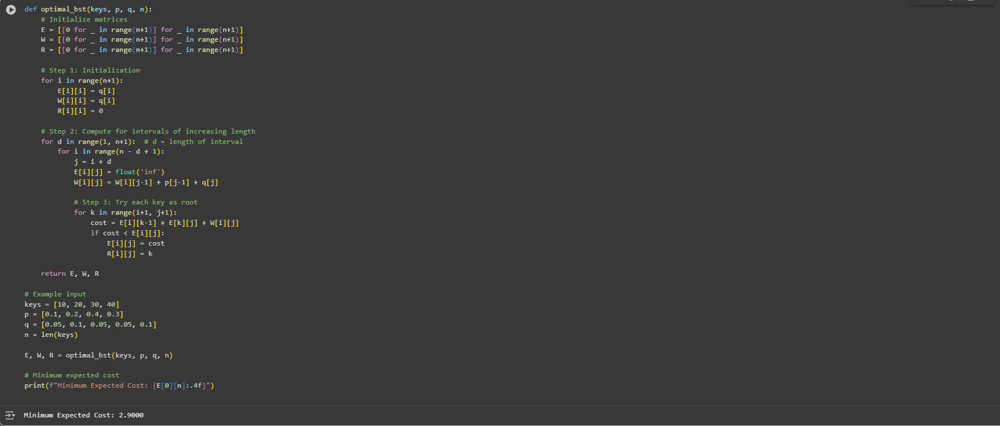 def optimal_bst(keys, p, q, n):
    # Initialize matrices
    E = [[0 for _ in range(n+1)] for _ in range(n+1)]
    W = [[0 for _ in range(n+1)] for _ in range(n+1)]
    R = [[0 for _ in range(n+1)] for _ in range(n+1)]

    # Step 1: Initialization
    for i in range(n+1):
        E[i][i] = q[i]
        W[i][i] = q[i]
        R[i][i] = 0

    # Step 2: Compute for intervals of increasing length
    for d in range(1, n+1):  # d = length of interval
        for i in range(n - d + 1):
            j = i + d
            E[i][j] = float('inf')
            W[i][j] = W[i][j-1] + p[j-1] + q[j]

            # Step 3: Try each key as root
            for k in range(i+1, j+1):
                cost = E[i][k-1] + E[k][j] + W[i][j]
                if cost < E[i][j]:
                    E[i][j] = cost
                    R[i][j] = k

    return E, W, R

# Example input
keys = [10, 20, 30, 40]
p = [0.1, 0.2, 0.4, 0.3]
q = [0.05, 0.1, 0.05, 0.05, 0.1]
n = len(keys)

E, W, R = optimal_bst(keys, p, q, n)

# Minimum expected cost
print(f"Minimum Expected Cost: {E[0][n]:.4f}")

Minimum Expected Cost: 2.9000